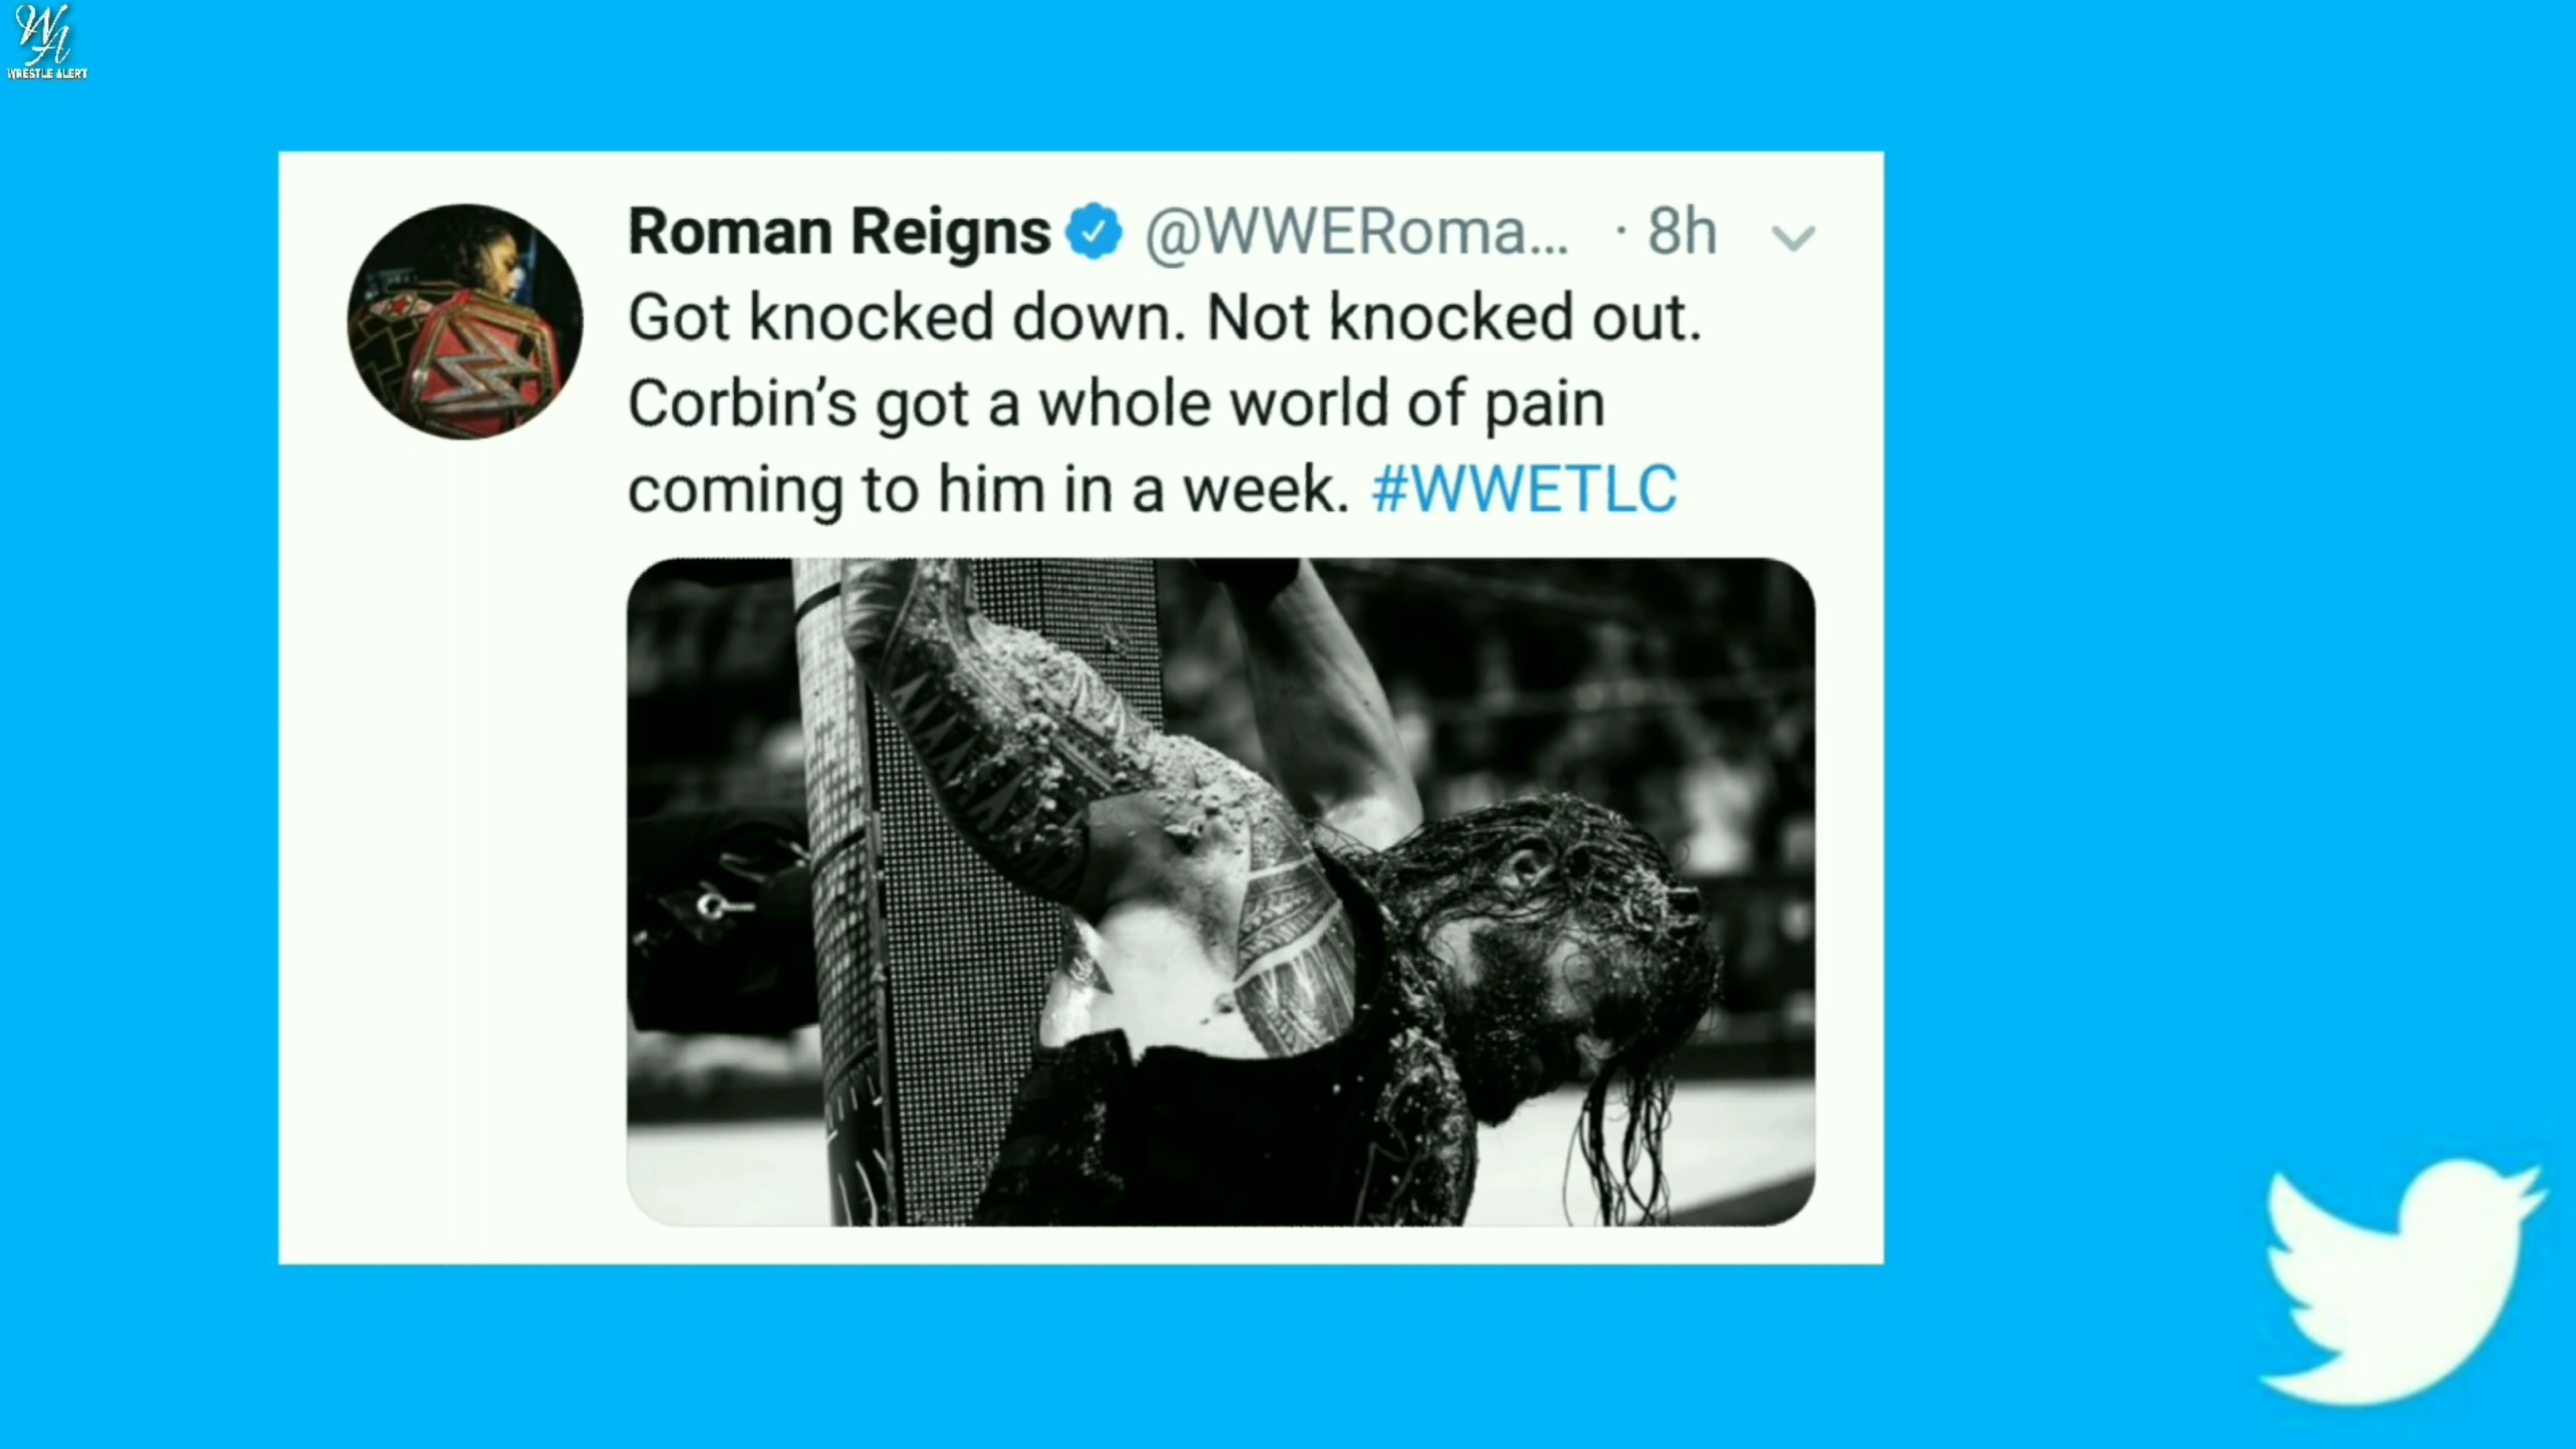 WA
WRESTLE ALERT
Roman Reigns @WWERoma... · 8h
Got knocked down. Not knocked out.
Corbin’s got a whole world of pain
coming to him in a week. #WWETLC